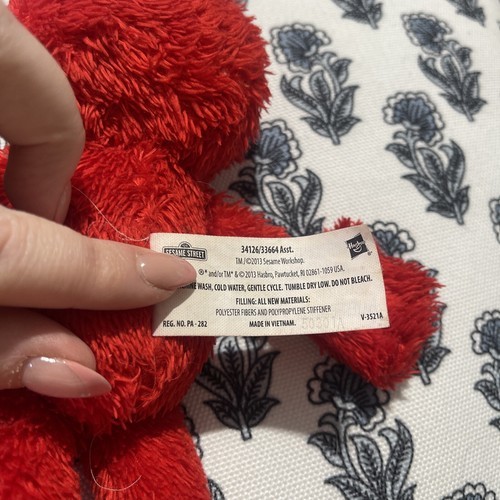 SESAME STREET
34126/33664 Asst.
TM/©2013 Sesame Workshop.
®* and/or TM* & ©2013 Hasbro, Pawtucket, RI 02861-1059 USA.
WASH, COLD WATER, GENTLE CYCLE. TUMBLE DRY LOW. DO NOT BLEACH.
FILLING: ALL NEW MATERIALS:
POLYESTER FIBERS AND POLYPROPYLENE STIFFENER
REG. NO. PA - 282 MADE IN VIETNAM. V-3521A
Hasbro ®